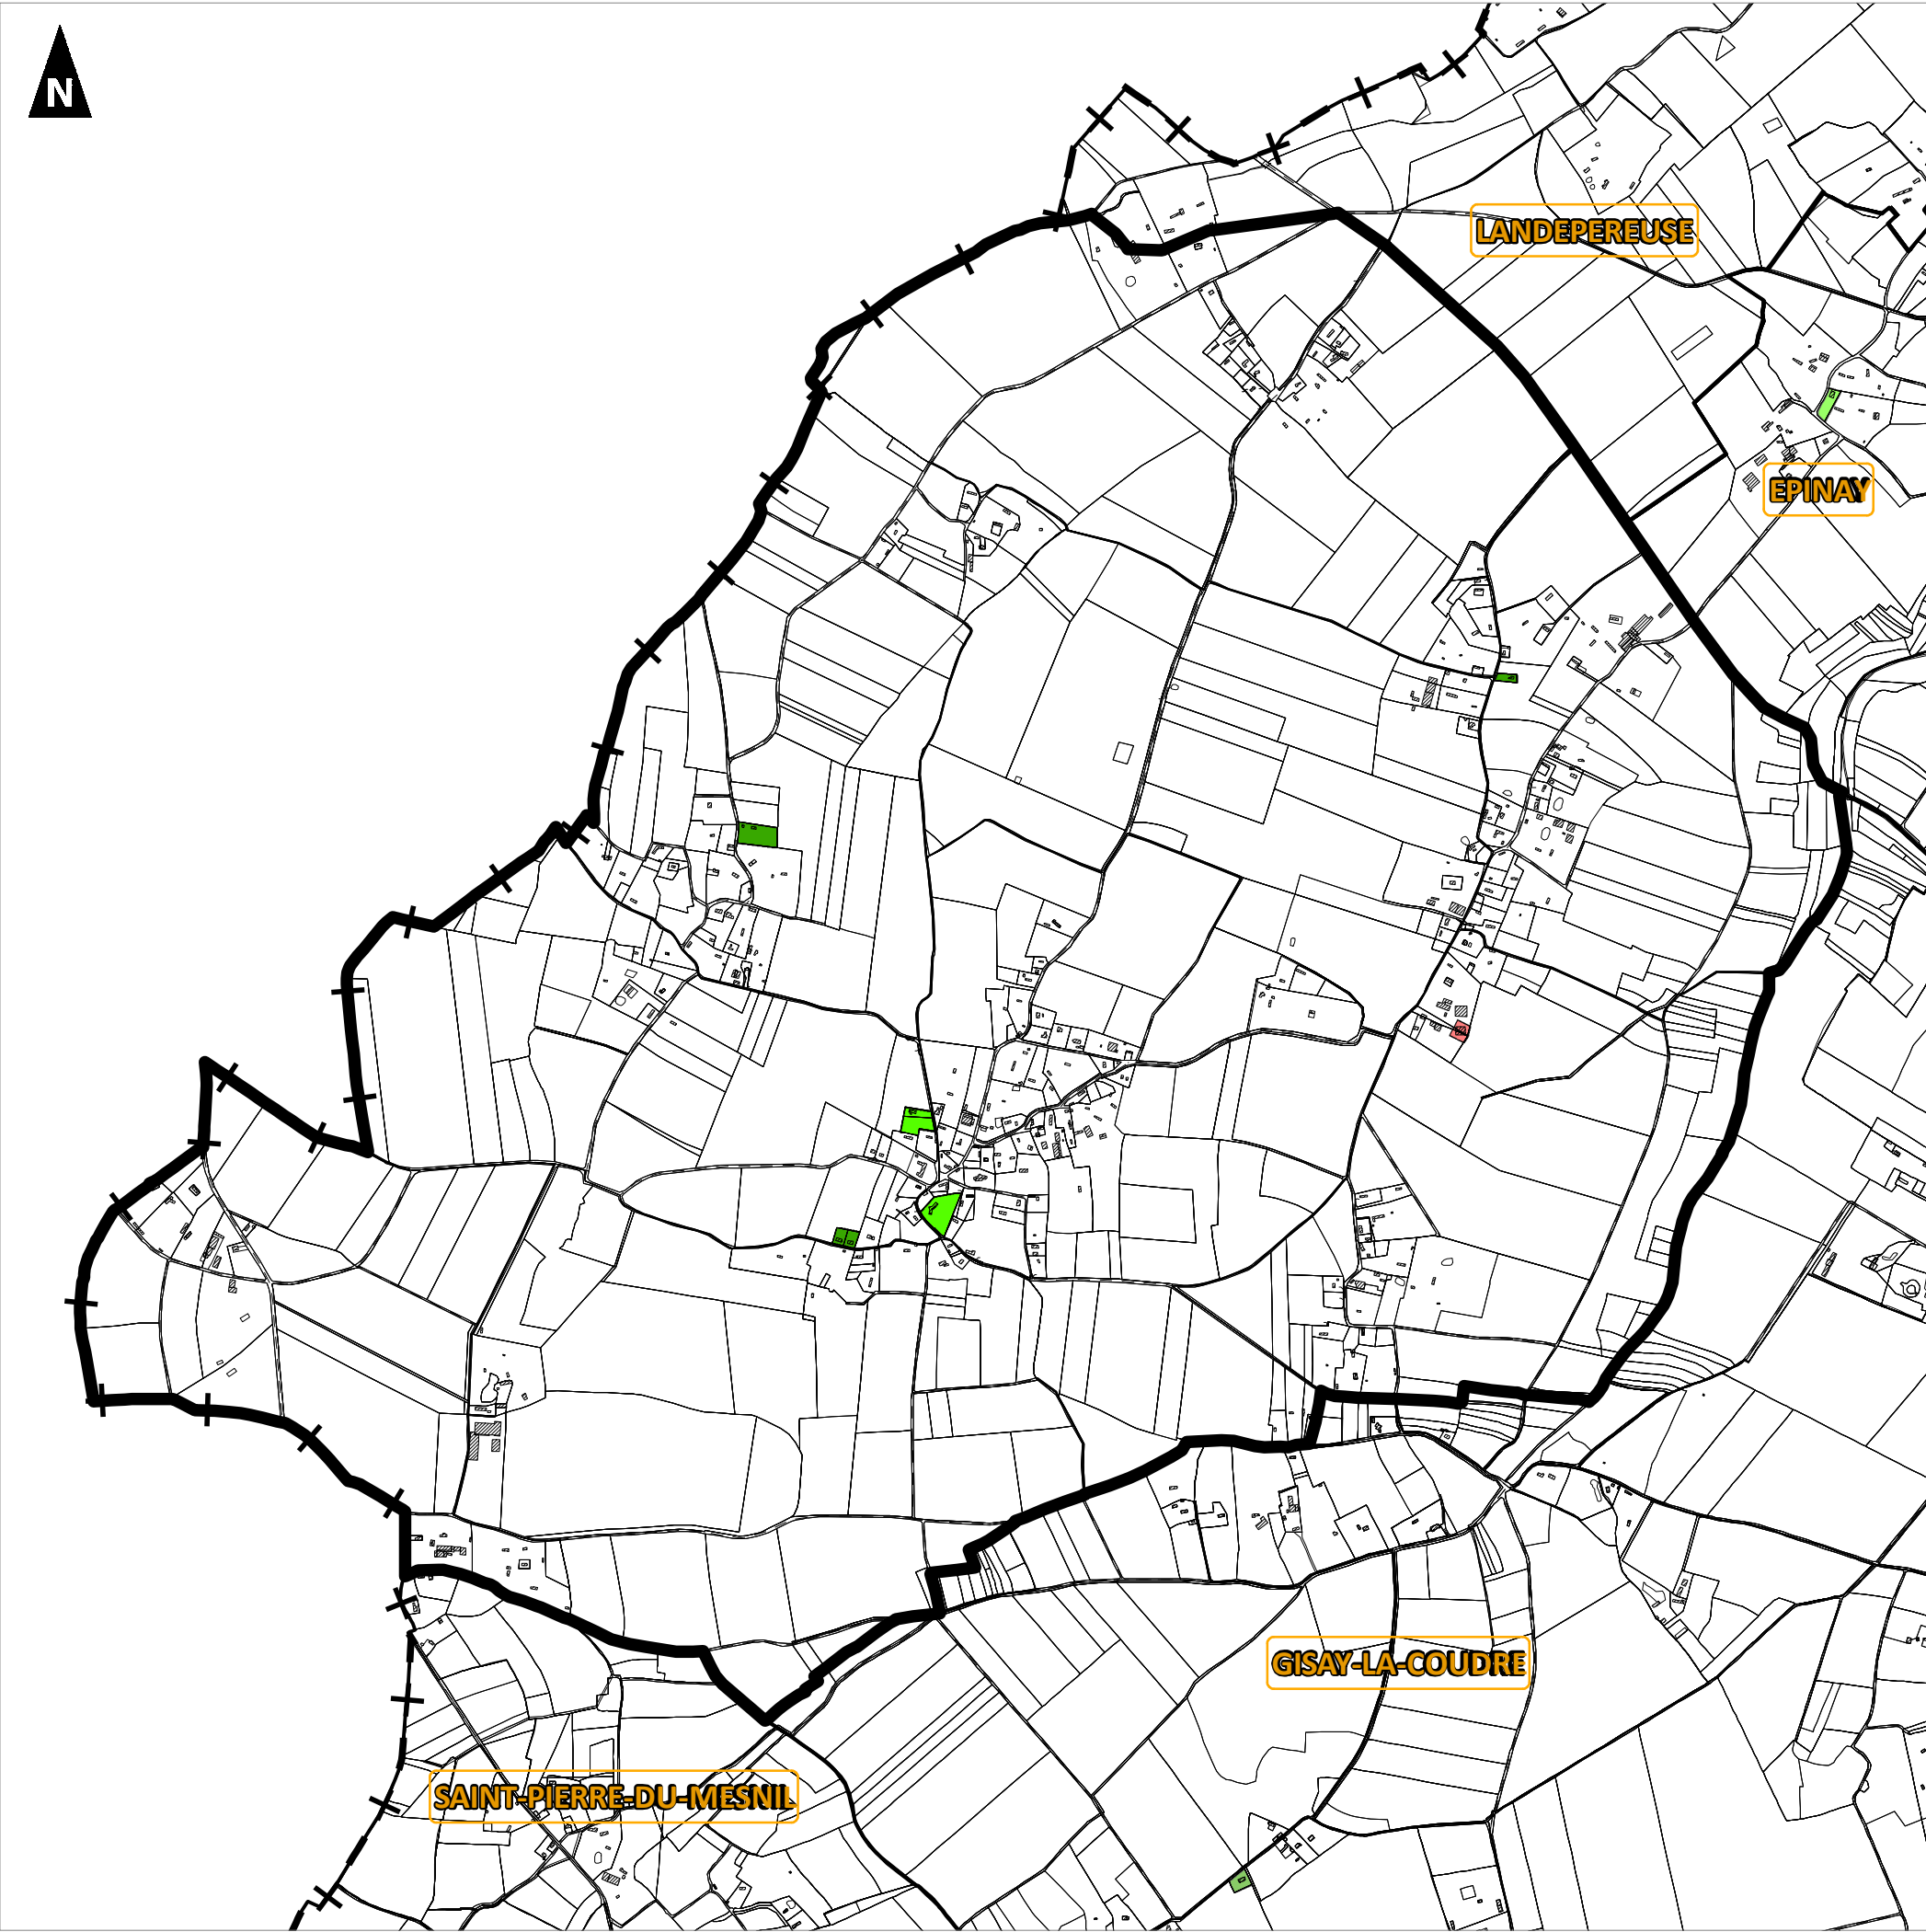 N
LANDEPEREUSE
EPINAY
GISAY-LA-COUDRE
SAINT-PIERRE-DU-MESNIL